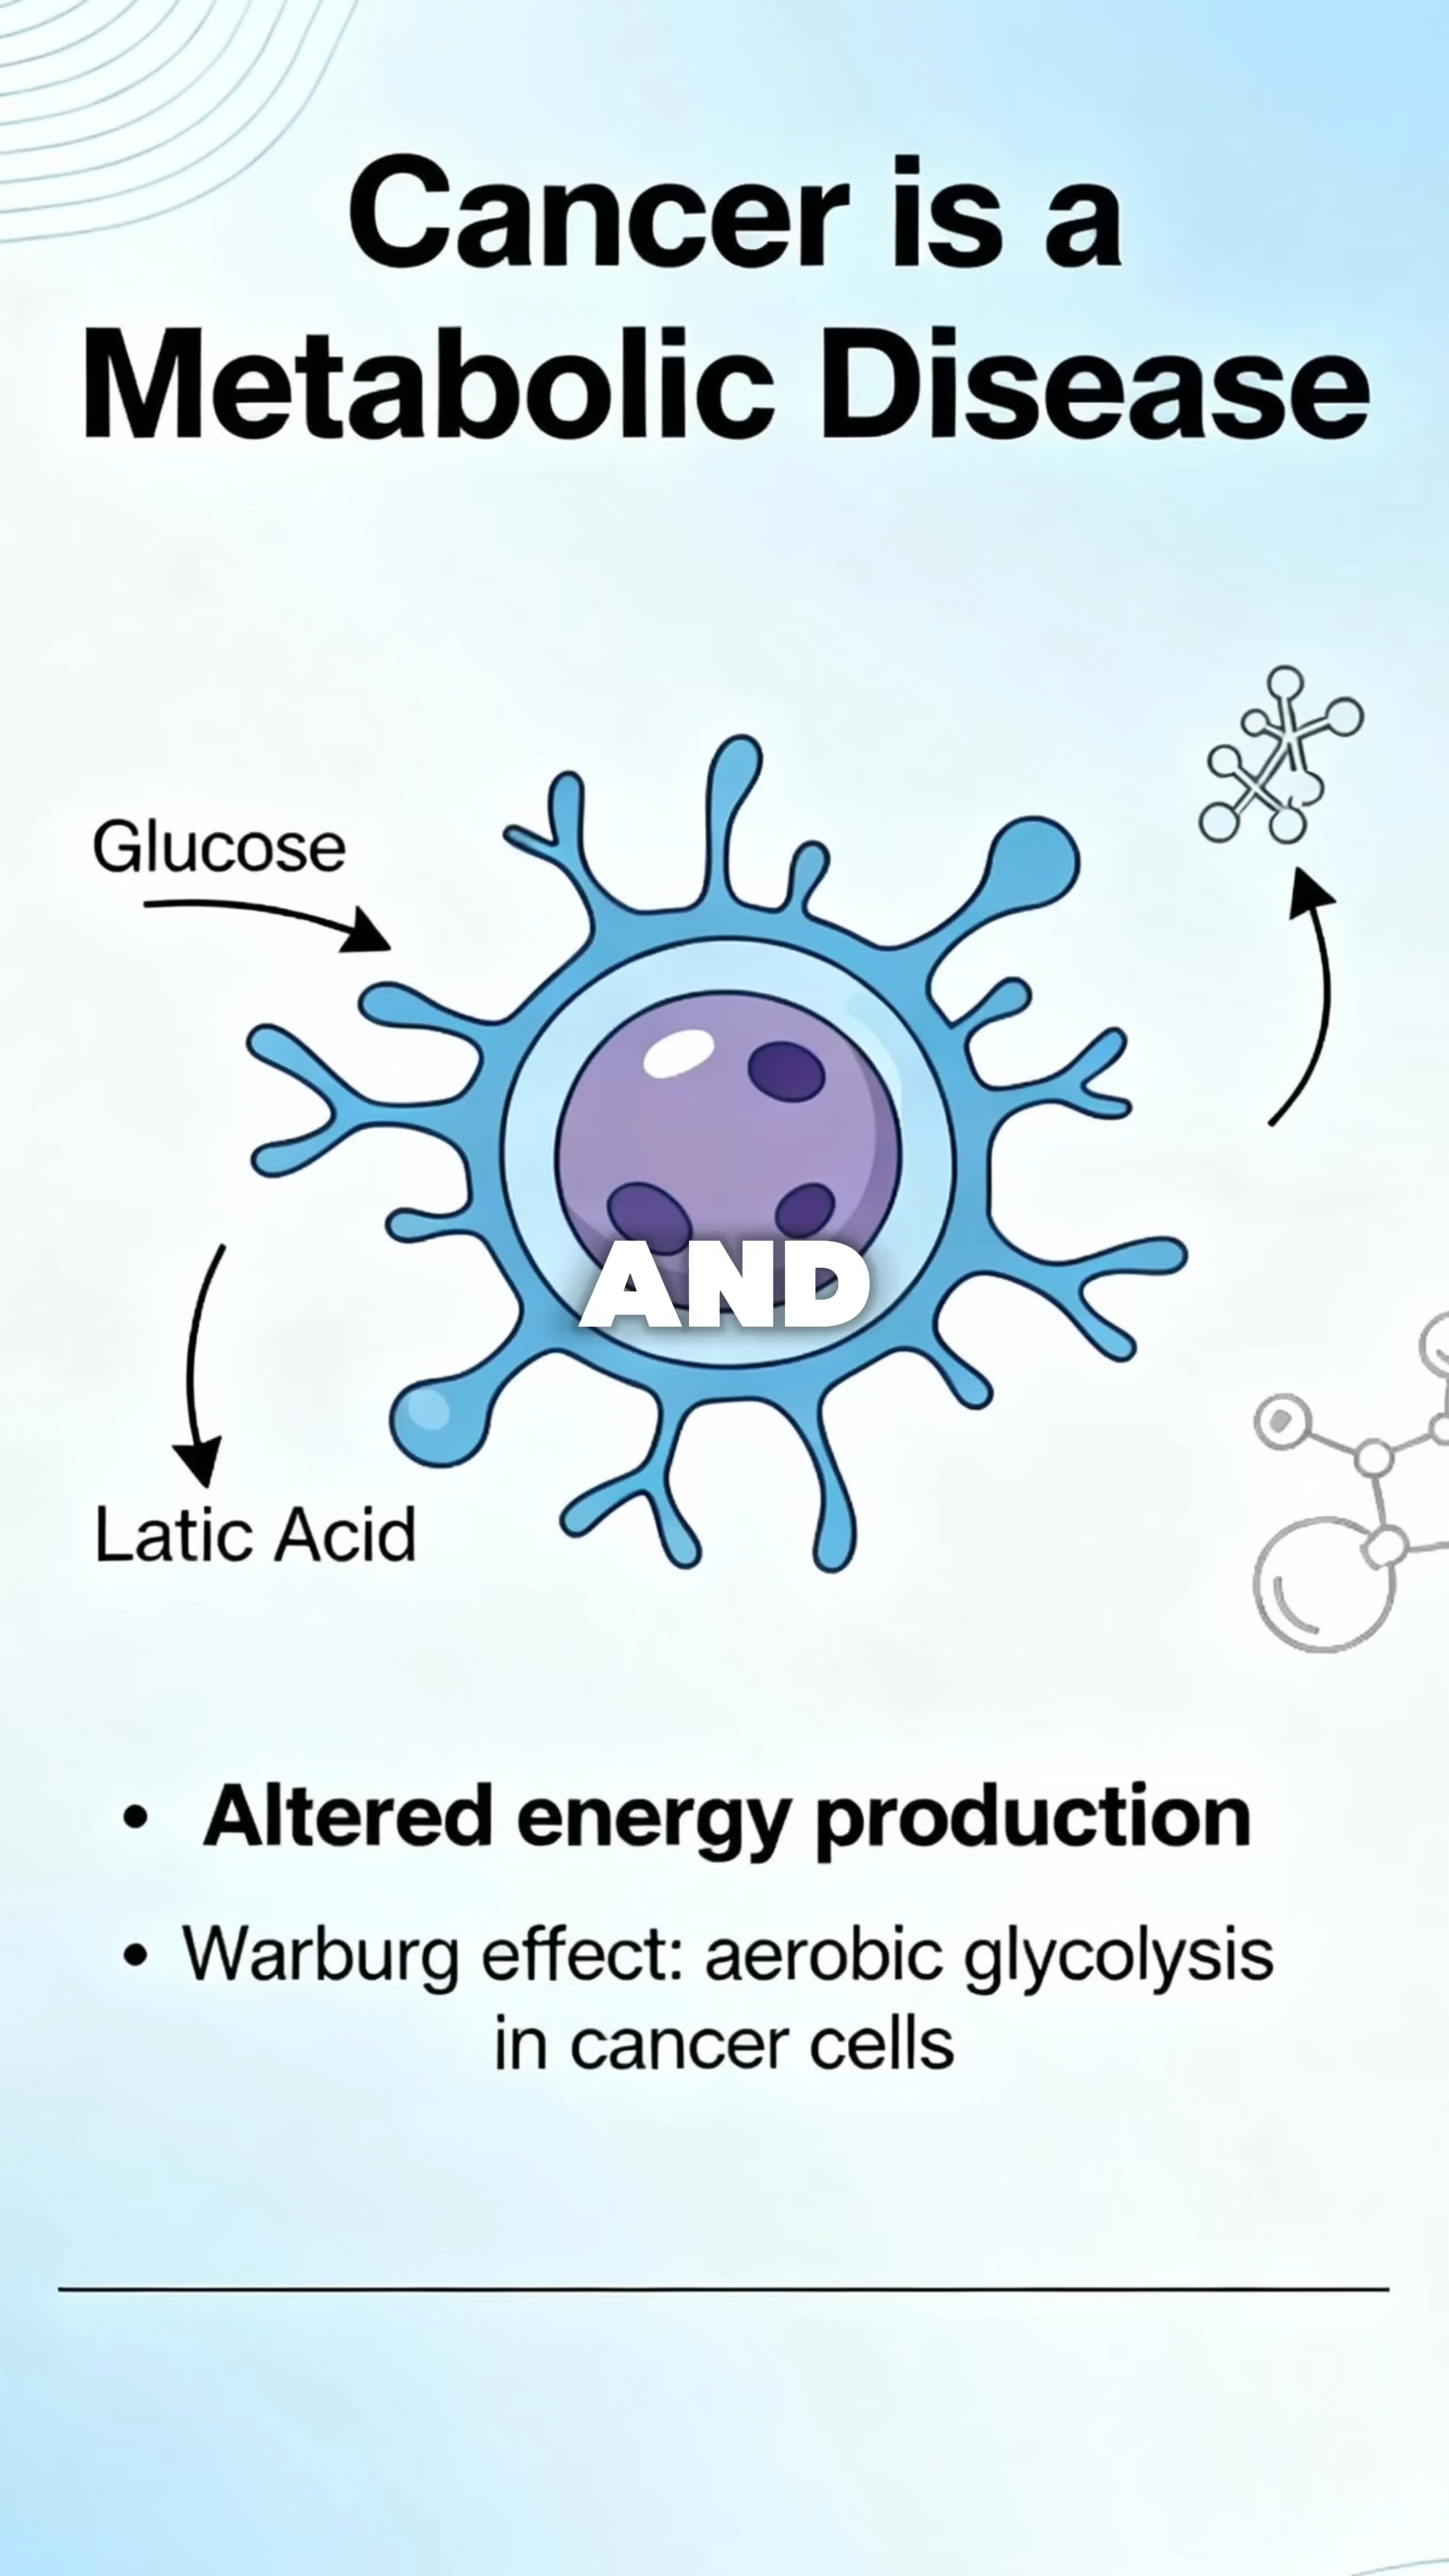 Cancer is a
Metabolic Disease
Glucose
AND
Latic Acid
• Altered energy production
• Warburg effect: aerobic glycolysis
in cancer cells